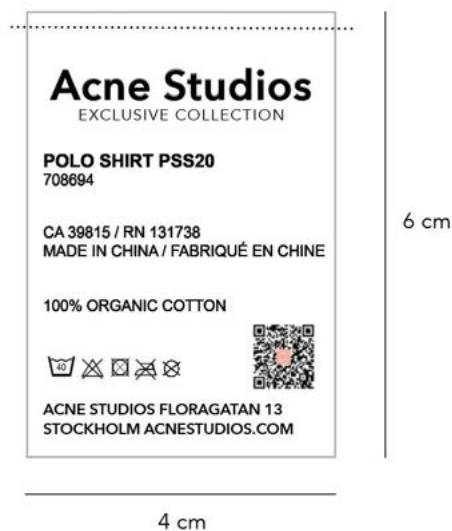 Acne Studios
EXCLUSIVE COLLECTION
POLO SHIRT PSS20
708694
CA 39815 / RN 131738
MADE IN CHINA / FABRIQUÉ EN CHINE
100% ORGANIC COTTON
40
ACNE STUDIOS FLORAGATAN 13
STOCKHOLM ACNESTUDIOS.COM
6 cm
4 cm